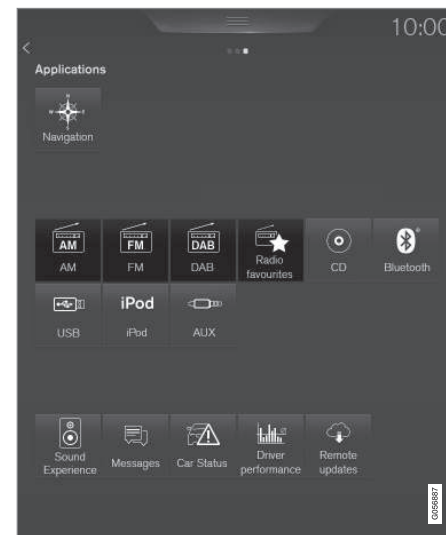 10:00
Applications
W E
S
Navigation
AM FM DAB
AM FM DAB Radio favourites CD Bluetooth
iPod
USB iPod AUX
Sound Experience Messages Car Status Driver performance Remote updates
G056887